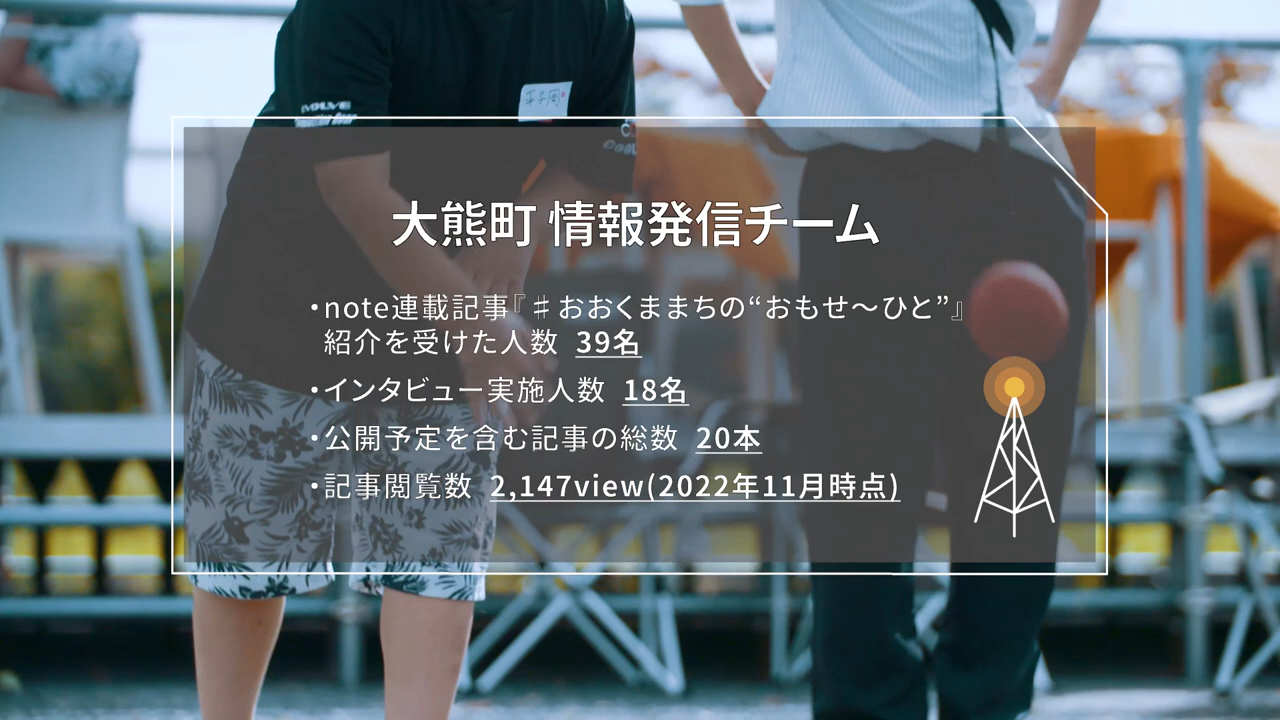 EVOLVE
大熊町 情報発信チーム
・note連載記事『♯おおくままちの“おもせ～ひと”』
紹介を受けた人数 39名
・インタビュー実施人数 18名
・公開予定を含む記事の総数 20本
・記事閲覧数 2,147view(2022年11月時点)